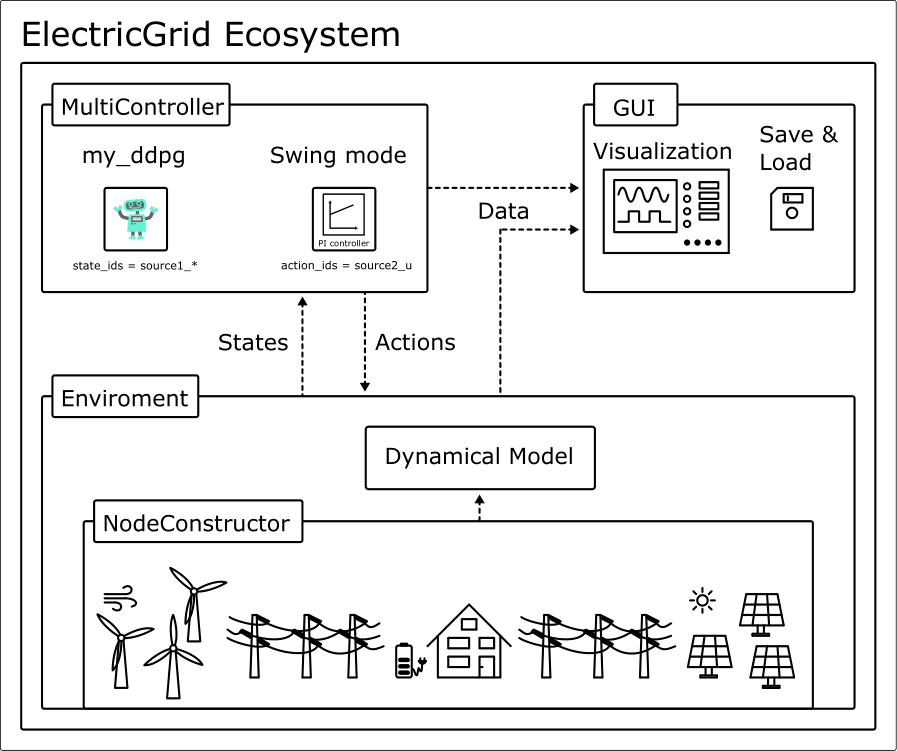 ElectricGrid Ecosystem
MultiController
my_ddpg
Swing mode
PI controller
state_ids = source1_*
action_ids = source2_u
GUI
Visualization
Save &
Load
Data
States
Actions
Enviroment
Dynamical Model
NodeConstructor